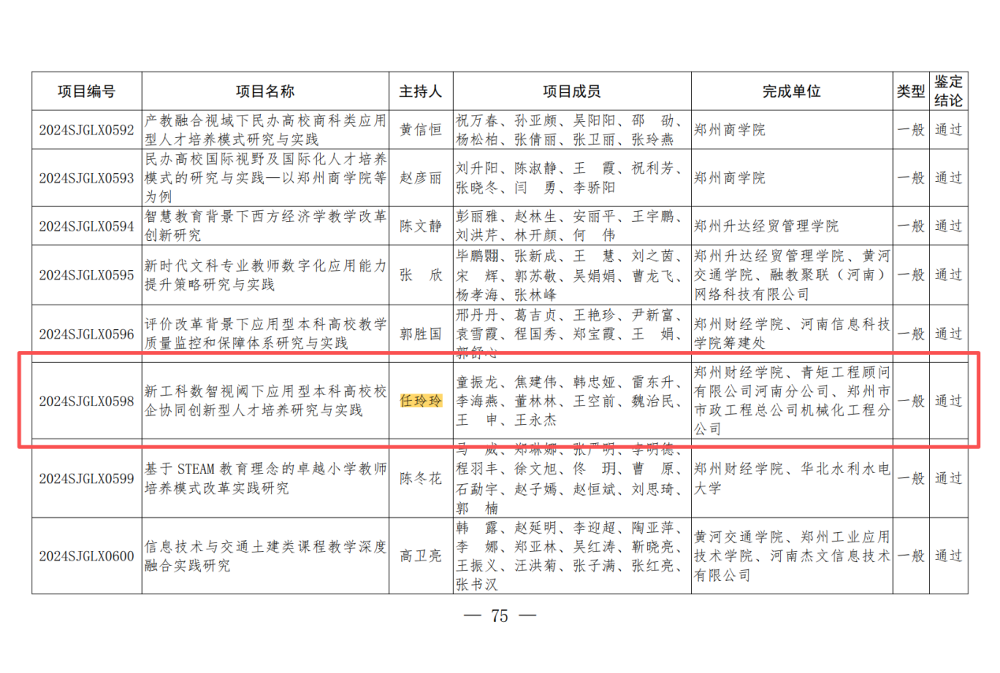 项目编号 项目名称 主持人 项目成员 完成单位 类型 鉴定结论
2024SJGLX0592
产教融合视域下民办高校商科类应用
型人才培养模式研究与实践
黄信恒
祝万春、孙亚颇、吴阳阳、邵 劭、
杨松柏、张倩丽、张卫丽、张玲燕
郑州商学院
一般 通过
2024SJGLX0593
民办高校国际视野及国际化人才培养
模式的研究与实践—以郑州商学院等
为例
赵彦丽
刘升阳、陈淑静、王 霞、祝利芳、
张晓冬、闫 勇、李骄阳
郑州商学院
一般 通过
2024SJGLX0594
智慧教育背景下西方经济学教学改革
创新研究
陈文静
彭丽雅、赵林生、安丽平、王宇鹏、
刘洪芹、林开颜、何 伟
郑州升达经贸管理学院
一般 通过
2024SJGLX0595
新时代文科专业教师数字化应用能力
提升策略研究与实践
张 欣
毕鹏翾、张新成、王 慧、刘之茵、
宋 辉、郭苏敬、吴娟娟、曹龙飞、
杨孝海、张林峰
郑州升达经贸管理学院、黄河
交通学院、融教聚联（河南）
网络科技有限公司
一般 通过
2024SJGLX0596
评价改革背景下应用型本科高校教学
质量监控和保障体系研究与实践
郭胜国
邢丹丹、葛吉贞、王艳珍、尹新富、
袁雪霞、程国秀、郑宝霞、王 娟、
郭舒心
郑州财经学院、河南信息科技
学院筹建处
一般 通过
2024SJGLX0598
新工科数智视阈下应用型本科高校校
企协同创新型人才培养研究与实践
任玲玲
童振龙、焦建伟、韩忠娅、雷东升、
李海燕、董林林、王空前、魏治民、
王 申、王永杰
郑州财经学院、青矩工程顾问
有限公司河南分公司、郑州市
市政工程总公司机械化工程分
公司
一般 通过
2024SJGLX0599
基于 STEAM 教育理念的卓越小学教师
培养模式改革实践研究
陈冬花
马 威、郑琳娜、张严明、李明德、
程羽丰、徐文旭、佟 玥、曹 原、
石勐宇、赵子嫣、赵恒斌、刘思琦、
郭 楠
郑州财经学院、华北水利水电
大学
一般 通过
2024SJGLX0600
信息技术与交通土建类课程教学深度
融合实践研究
高卫亮
韩 露、赵延明、李迎超、陶亚萍、
李 娜、郑亚林、吴红涛、靳晓亮、
王振义、汪洪菊、张子满、张红亮、
张书汉
黄河交通学院、郑州工业应用
技术学院、河南杰文信息技术
有限公司
一般 通过
— 75 —